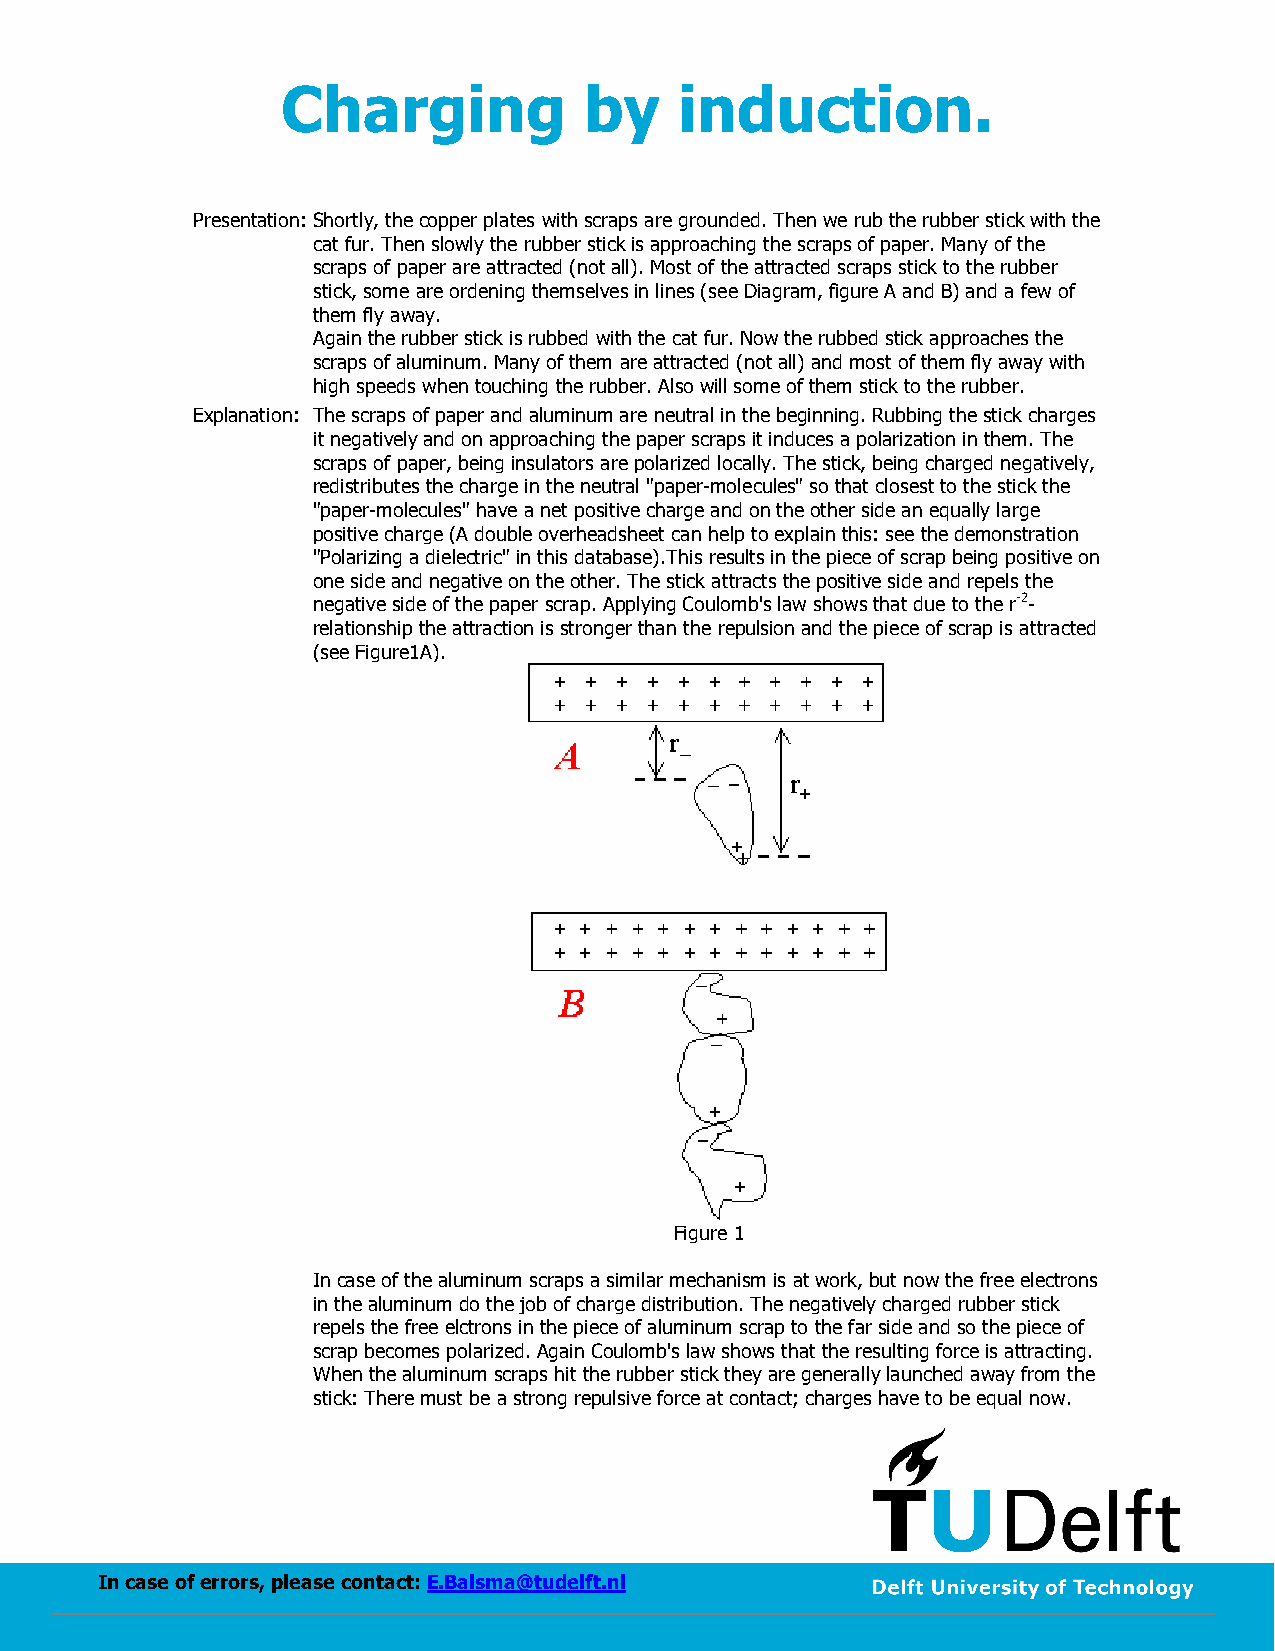 Charging by induction.
Presentation: Shortly, the copper plates with scraps are grounded. Then we rub the rubber stick with the
cat fur. Then slowly the rubber stick is approaching the scraps of paper. Many of the
scraps of paper are attracted (not all). Most of the attracted scraps stick to the rubber
stick, some are ordening themselves in lines (see Diagram, figure A and B) and a few of
them fly away.
Again the rubber stick is rubbed with the cat fur. Now the rubbed stick approaches the
scraps of aluminum. Many of them are attracted (not all) and most of them fly away with
high speeds when touching the rubber. Also will some of them stick to the rubber.
Explanation: The scraps of paper and aluminum are neutral in the beginning. Rubbing the stick charges
it negatively and on approaching the paper scraps it induces a polarization in them. The
scraps of paper, being insulators are polarized locally. The stick, being charged negatively,
redistributes the charge in the neutral "paper-molecules" so that closest to the stick the
"paper-molecules" have a net positive charge and on the other side an equally large
positive charge (A double overheadsheet can help to explain this: see the demonstration
"Polarizing a dielectric" in this database).This results in the piece of scrap being positive on
one side and negative on the other. The stick attracts the positive side and repels the
negative side of the paper scrap. Applying Coulomb's law shows that due to the r-2-
relationship the attraction is stronger than the repulsion and the piece of scrap is attracted
(see Figure1A).
+ + + + + + + + + + +
+ + + + + + + + + + +
A r_
- - - - - r+
+
+ - - -
+ + + + + + + + + + + + +
+ + + + + + + + + + + + +
-
B
+
-
+
-
+
Figure 1
In case of the aluminum scraps a similar mechanism is at work, but now the free electrons
in the aluminum do the job of charge distribution. The negatively charged rubber stick
repels the free elctrons in the piece of aluminum scrap to the far side and so the piece of
scrap becomes polarized. Again Coulomb's law shows that the resulting force is attracting.
When the aluminum scraps hit the rubber stick they are generally launched away from the
stick: There must be a strong repulsive force at contact; charges have to be equal now.
TUDelft
In case of errors, please contact: E.Balsma@tudelft.nl
Delft University of Technology